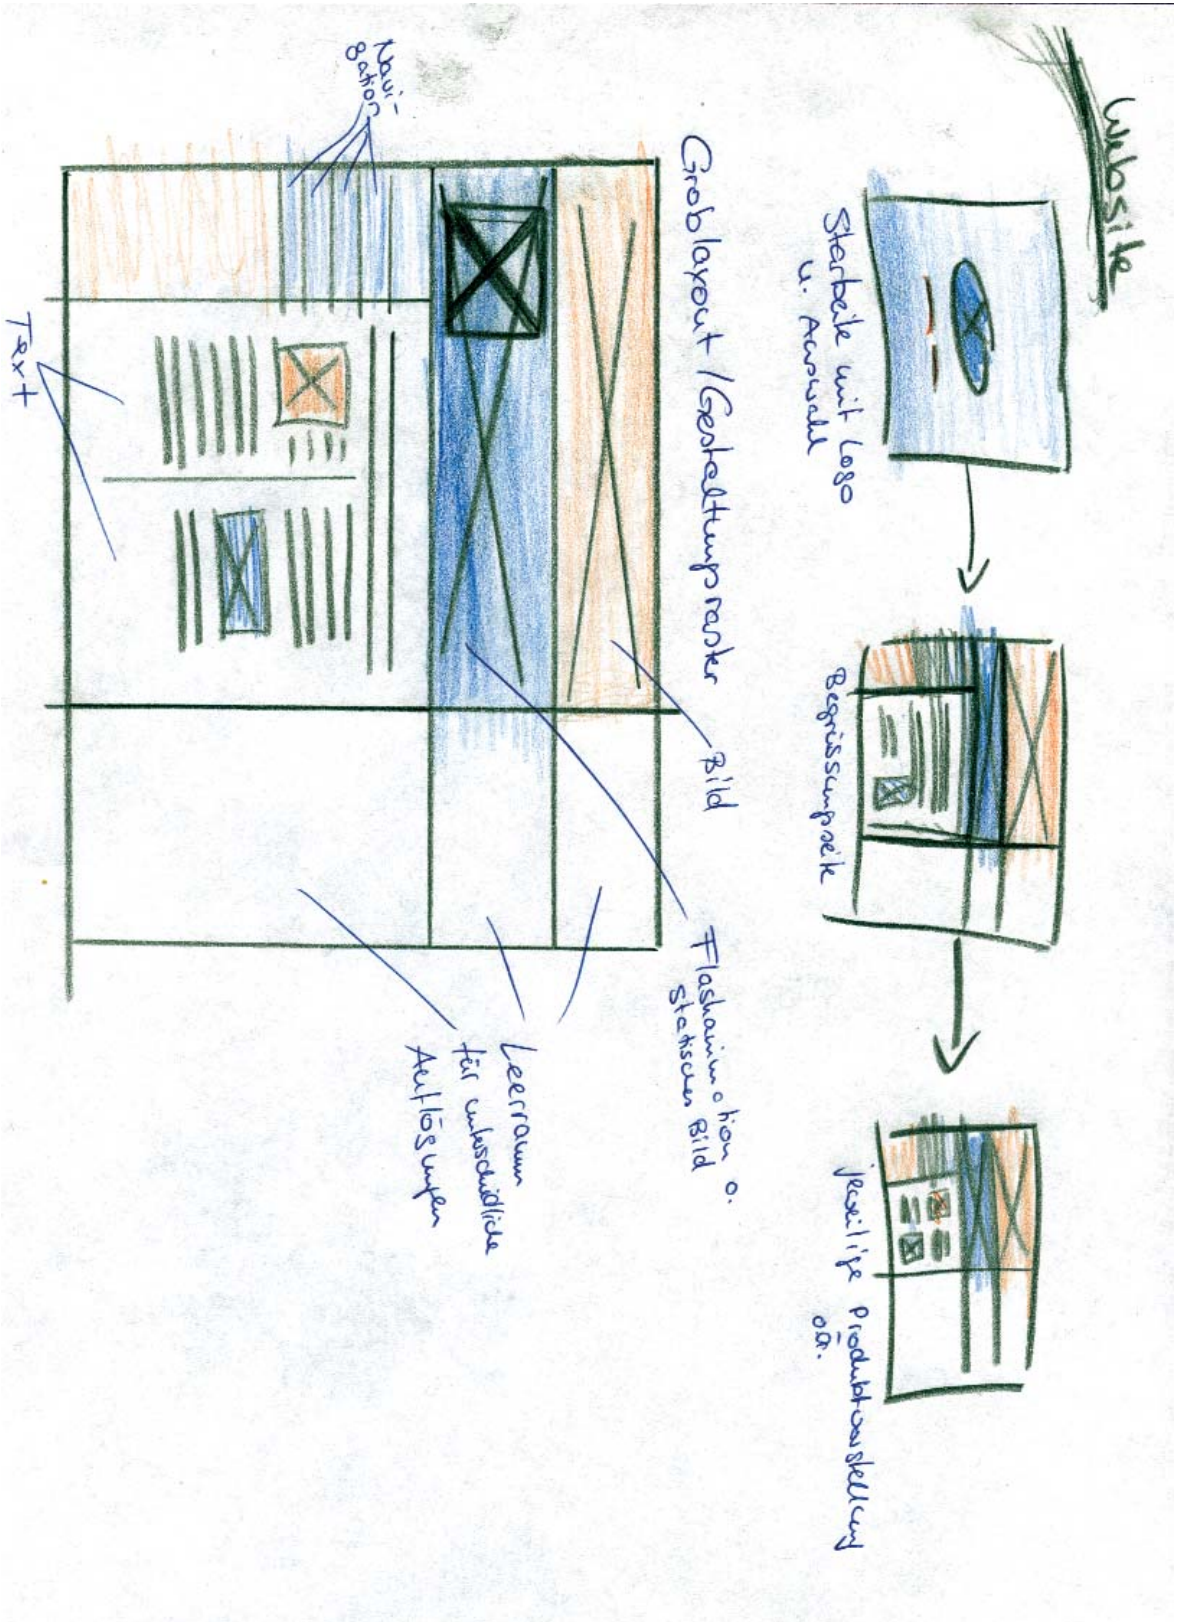 Website
Startseite mit Logo
u. Auswahl
Begrüssungsseite
jeweilige Produktvorstellung
o.ä.
Groblayout / Gestaltungsraster
Navi-
gation
Bild
Flashanimation o.
statisches Bild
Leerraum
für unterschiedliche
Auflösungen
Text